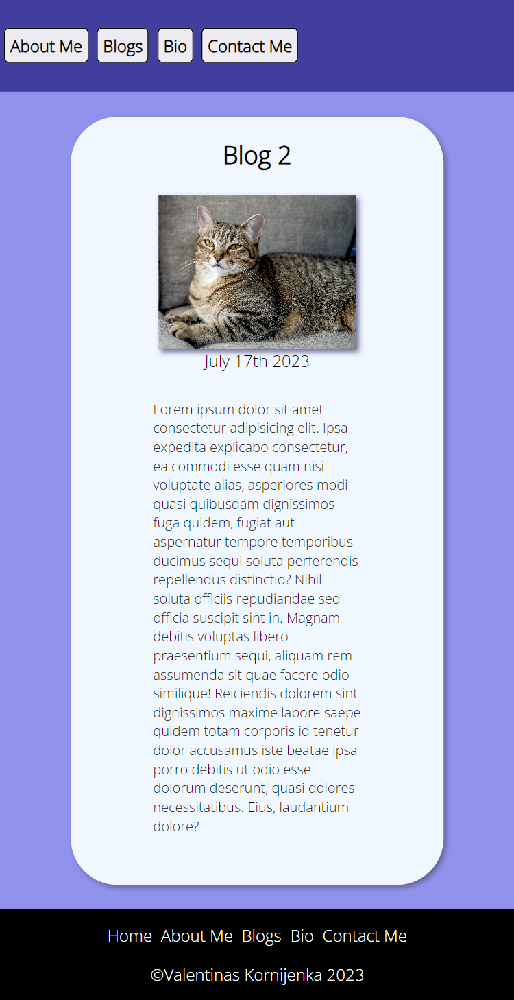 About Me Blogs Bio Contact Me
Blog 2
July 17th 2023
Lorem ipsum dolor sit amet
consectetur adipisicing elit. Ipsa
expedita explicabo consectetur,
ea commodi esse quam nisi
voluptate alias, asperiores modi
quasi quibusdam dignissimos
fuga quidem, fugiat aut
aspernatur tempore temporibus
ducimus sequi soluta perferendis
repellendus distinctio? Nihil
soluta officiis repudiandae sed
officia suscipit sint in. Magnam
debitis voluptas libero
praesentium sequi, aliquam rem
assumenda sit quae facere odio
similique! Reiciendis dolorem sint
dignissimos maxime labore saepe
quidem totam corporis id tenetur
dolor accusamus iste beatae ipsa
porro debitis ut odio esse
dolorum deserunt, quasi dolores
necessitatibus. Eius, laudantium
dolore?
Home About Me Blogs Bio Contact Me
©Valentinas Kornijenka 2023